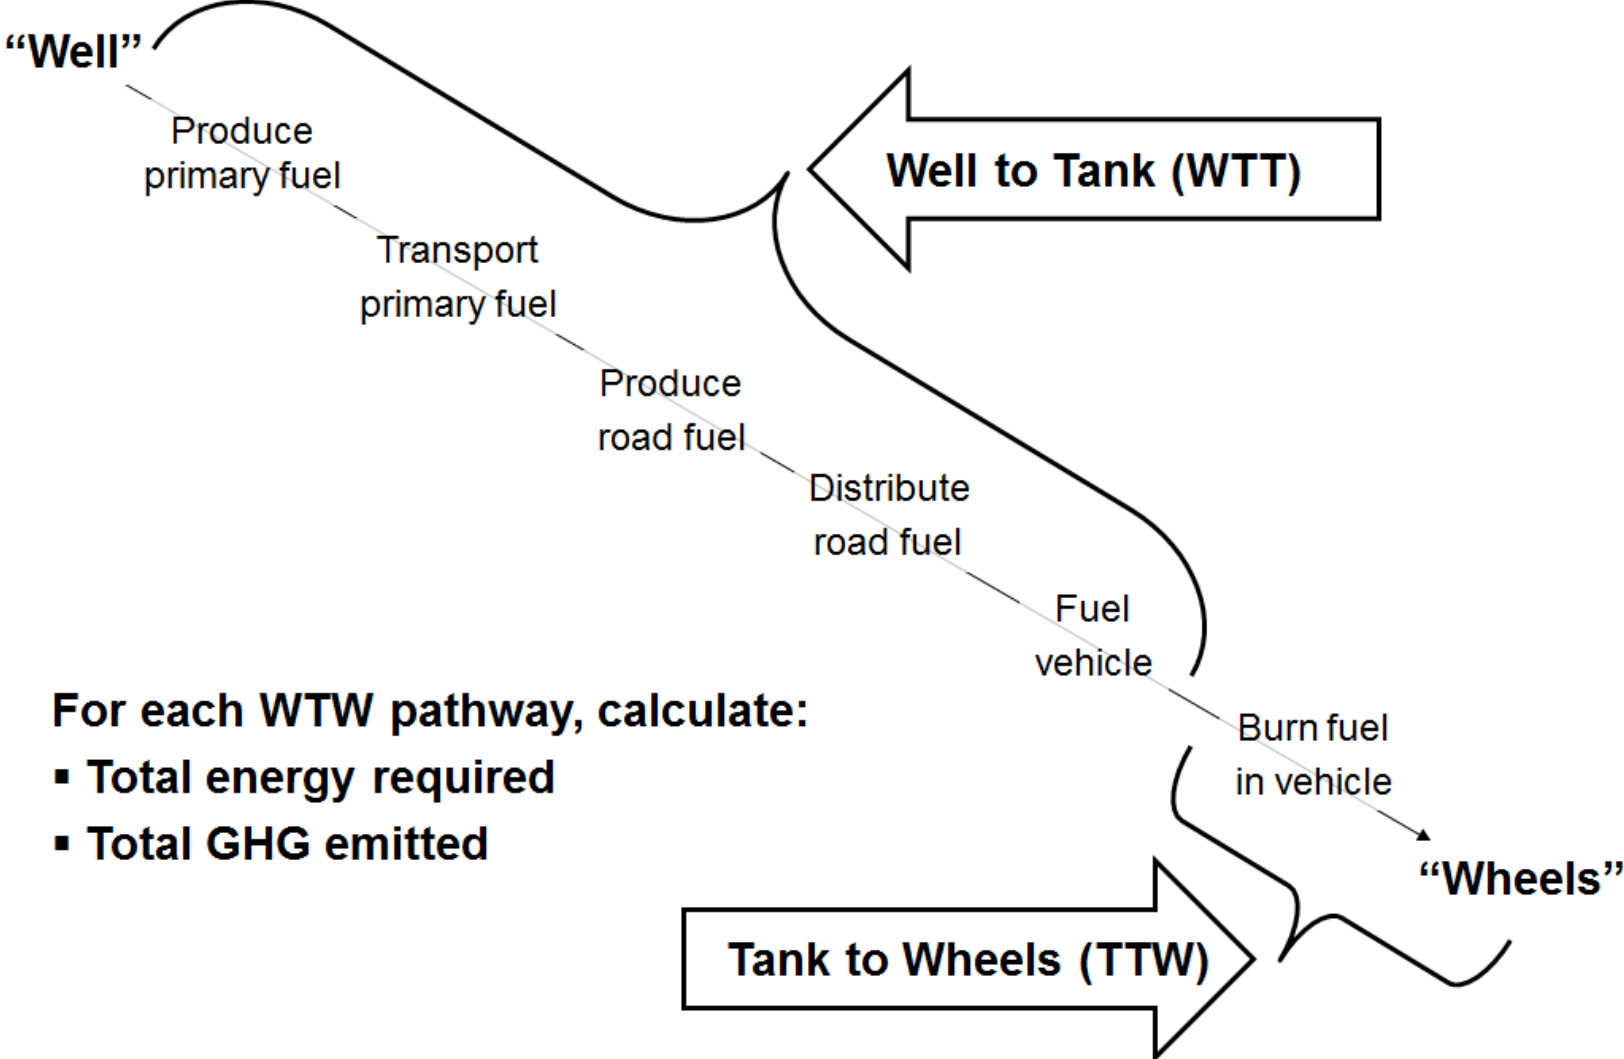 “Well”
Produce
primary fuel
Well to Tank (WTT)
Transport
primary fuel
Produce
road fuel
Distribute
road fuel
Fuel
vehicle
Burn fuel
in vehicle
“Wheels”
For each WTW pathway, calculate:
▪ Total energy required
▪ Total GHG emitted
Tank to Wheels (TTW)